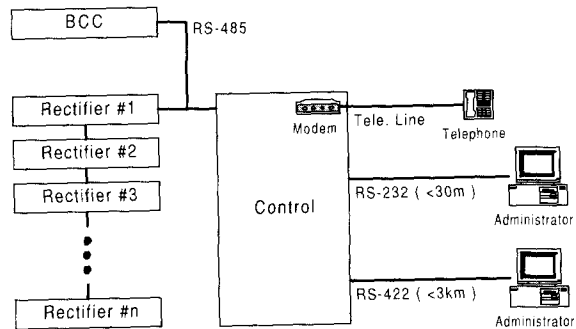 BCC
RS-485
Rectifier #1
Rectifier #2
Rectifier #3
Rectifier #n
Control
Modem
Tele. Line
Telephone
RS-232 ( <30m )
Administrator
RS-422 ( <3km )
Administrator